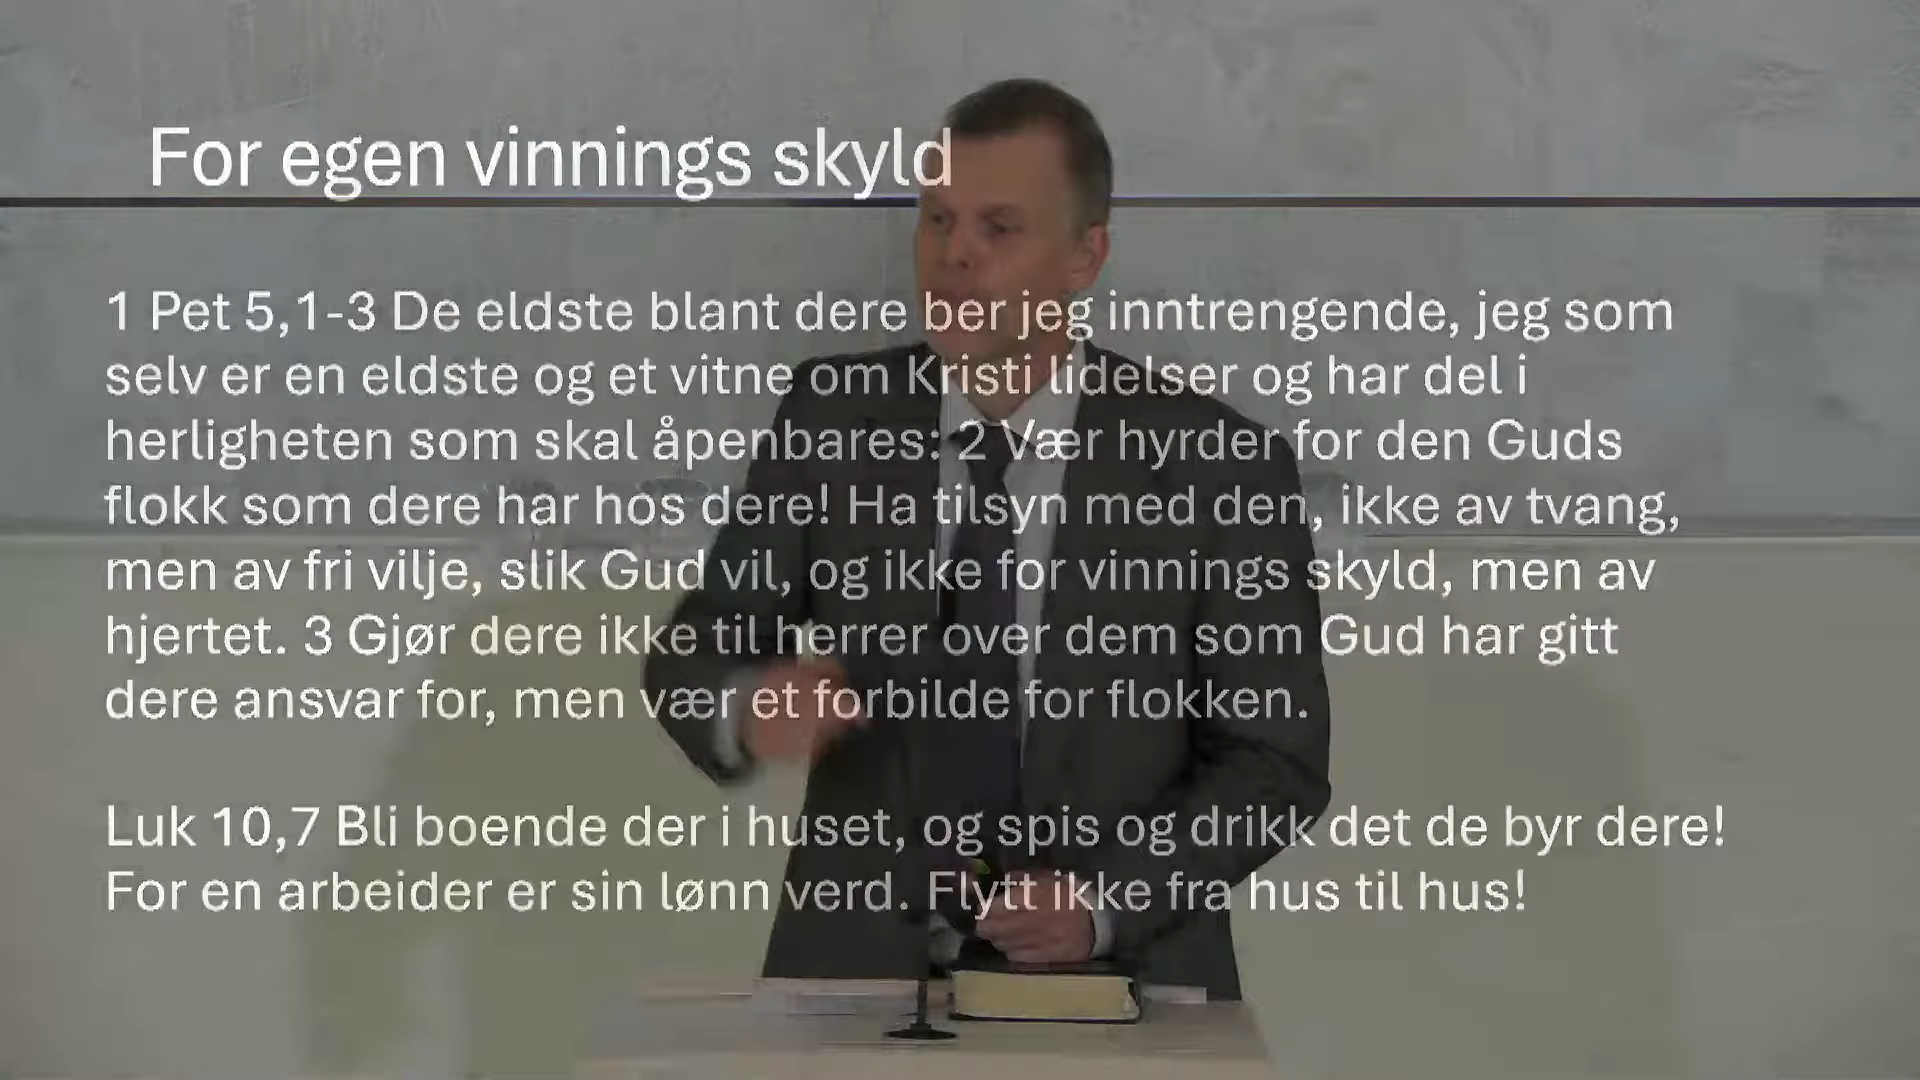 For egen vinnings skyld
1 Pet 5,1-3 De eldste blant dere ber jeg inntrengende, jeg som
selv er en eldste og et vitne om Kristi lidelser og har del i
herligheten som skal åpenbares: 2 Vær hyrder for den Guds
flokk som dere har hos dere! Ha tilsyn med den, ikke av tvang,
men av fri vilje, slik Gud vil, og ikke for vinnings skyld, men av
hjertet. 3 Gjør dere ikke til herrer over dem som Gud har gitt
dere ansvar for, men vær et forbilde for flokken.
Luk 10,7 Bli boende der i huset, og spis og drikk det de byr dere!
For en arbeider er sin lønn verd. Flytt ikke fra hus til hus!